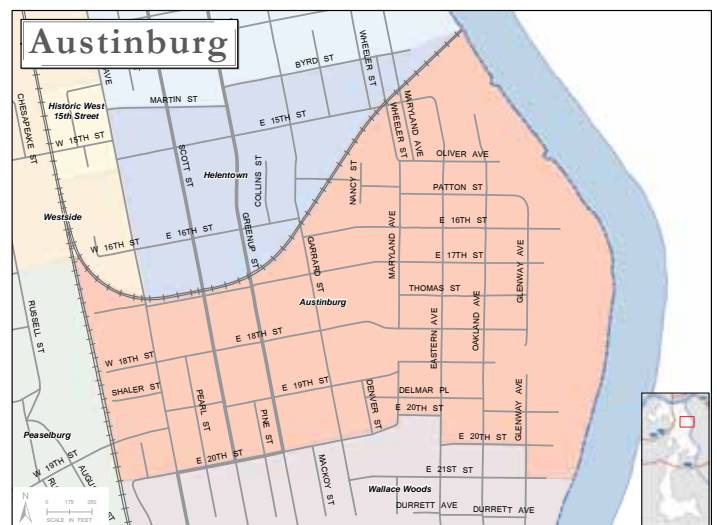 Austinburg
WHEELER ST
BYRD ST
AVE
CHESAPEAKE ST
Historic West
15th Street
MARTIN ST
MARYLAND AVE
WHEELER ST
E 15TH ST
W 15TH ST
SCOTT ST
OLIVER AVE
Helentown
COLLINS ST
NANCY ST
PATTON ST
Westside
GREENUP ST
E 16TH ST
E 16TH ST
W 16TH ST
GARRARD ST
MARYLAND AVE
E 17TH ST
GLENWAY AVE
THOMAS ST
Austinburg
RUSSELL ST
OAKLAND AVE
EASTERN AVE
E 18TH ST
W 18TH ST
SHALER ST
E 19TH ST
DENVER ST
DELMAR PL
PEARL ST
PINE ST
E 20TH ST
GLENWAY AVE
Peaselburg
E 20TH ST
E 20TH ST
W 19TH ST
MACKOY ST
E 21ST ST
Wallace Woods
DURRETT AVE
DURRETT AVE
N
0 175 350
SCALE IN FEET